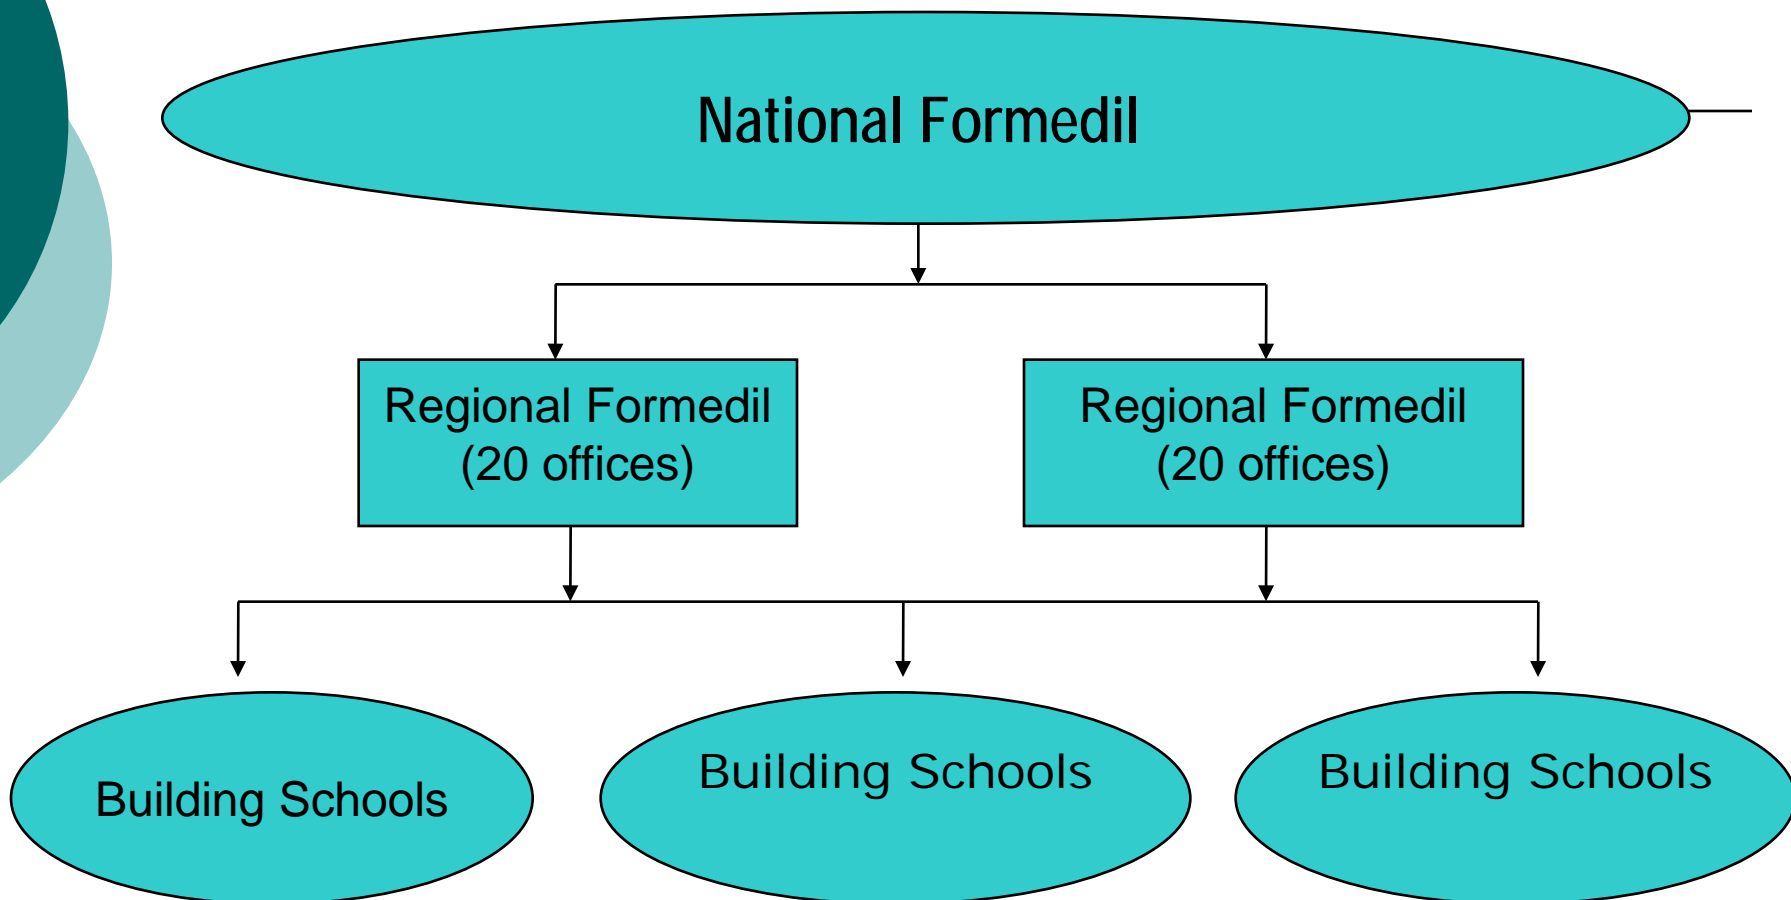 National Formedil
Regional Formedil
(20 offices)
Regional Formedil
(20 offices)
Building Schools
Building Schools
Building Schools